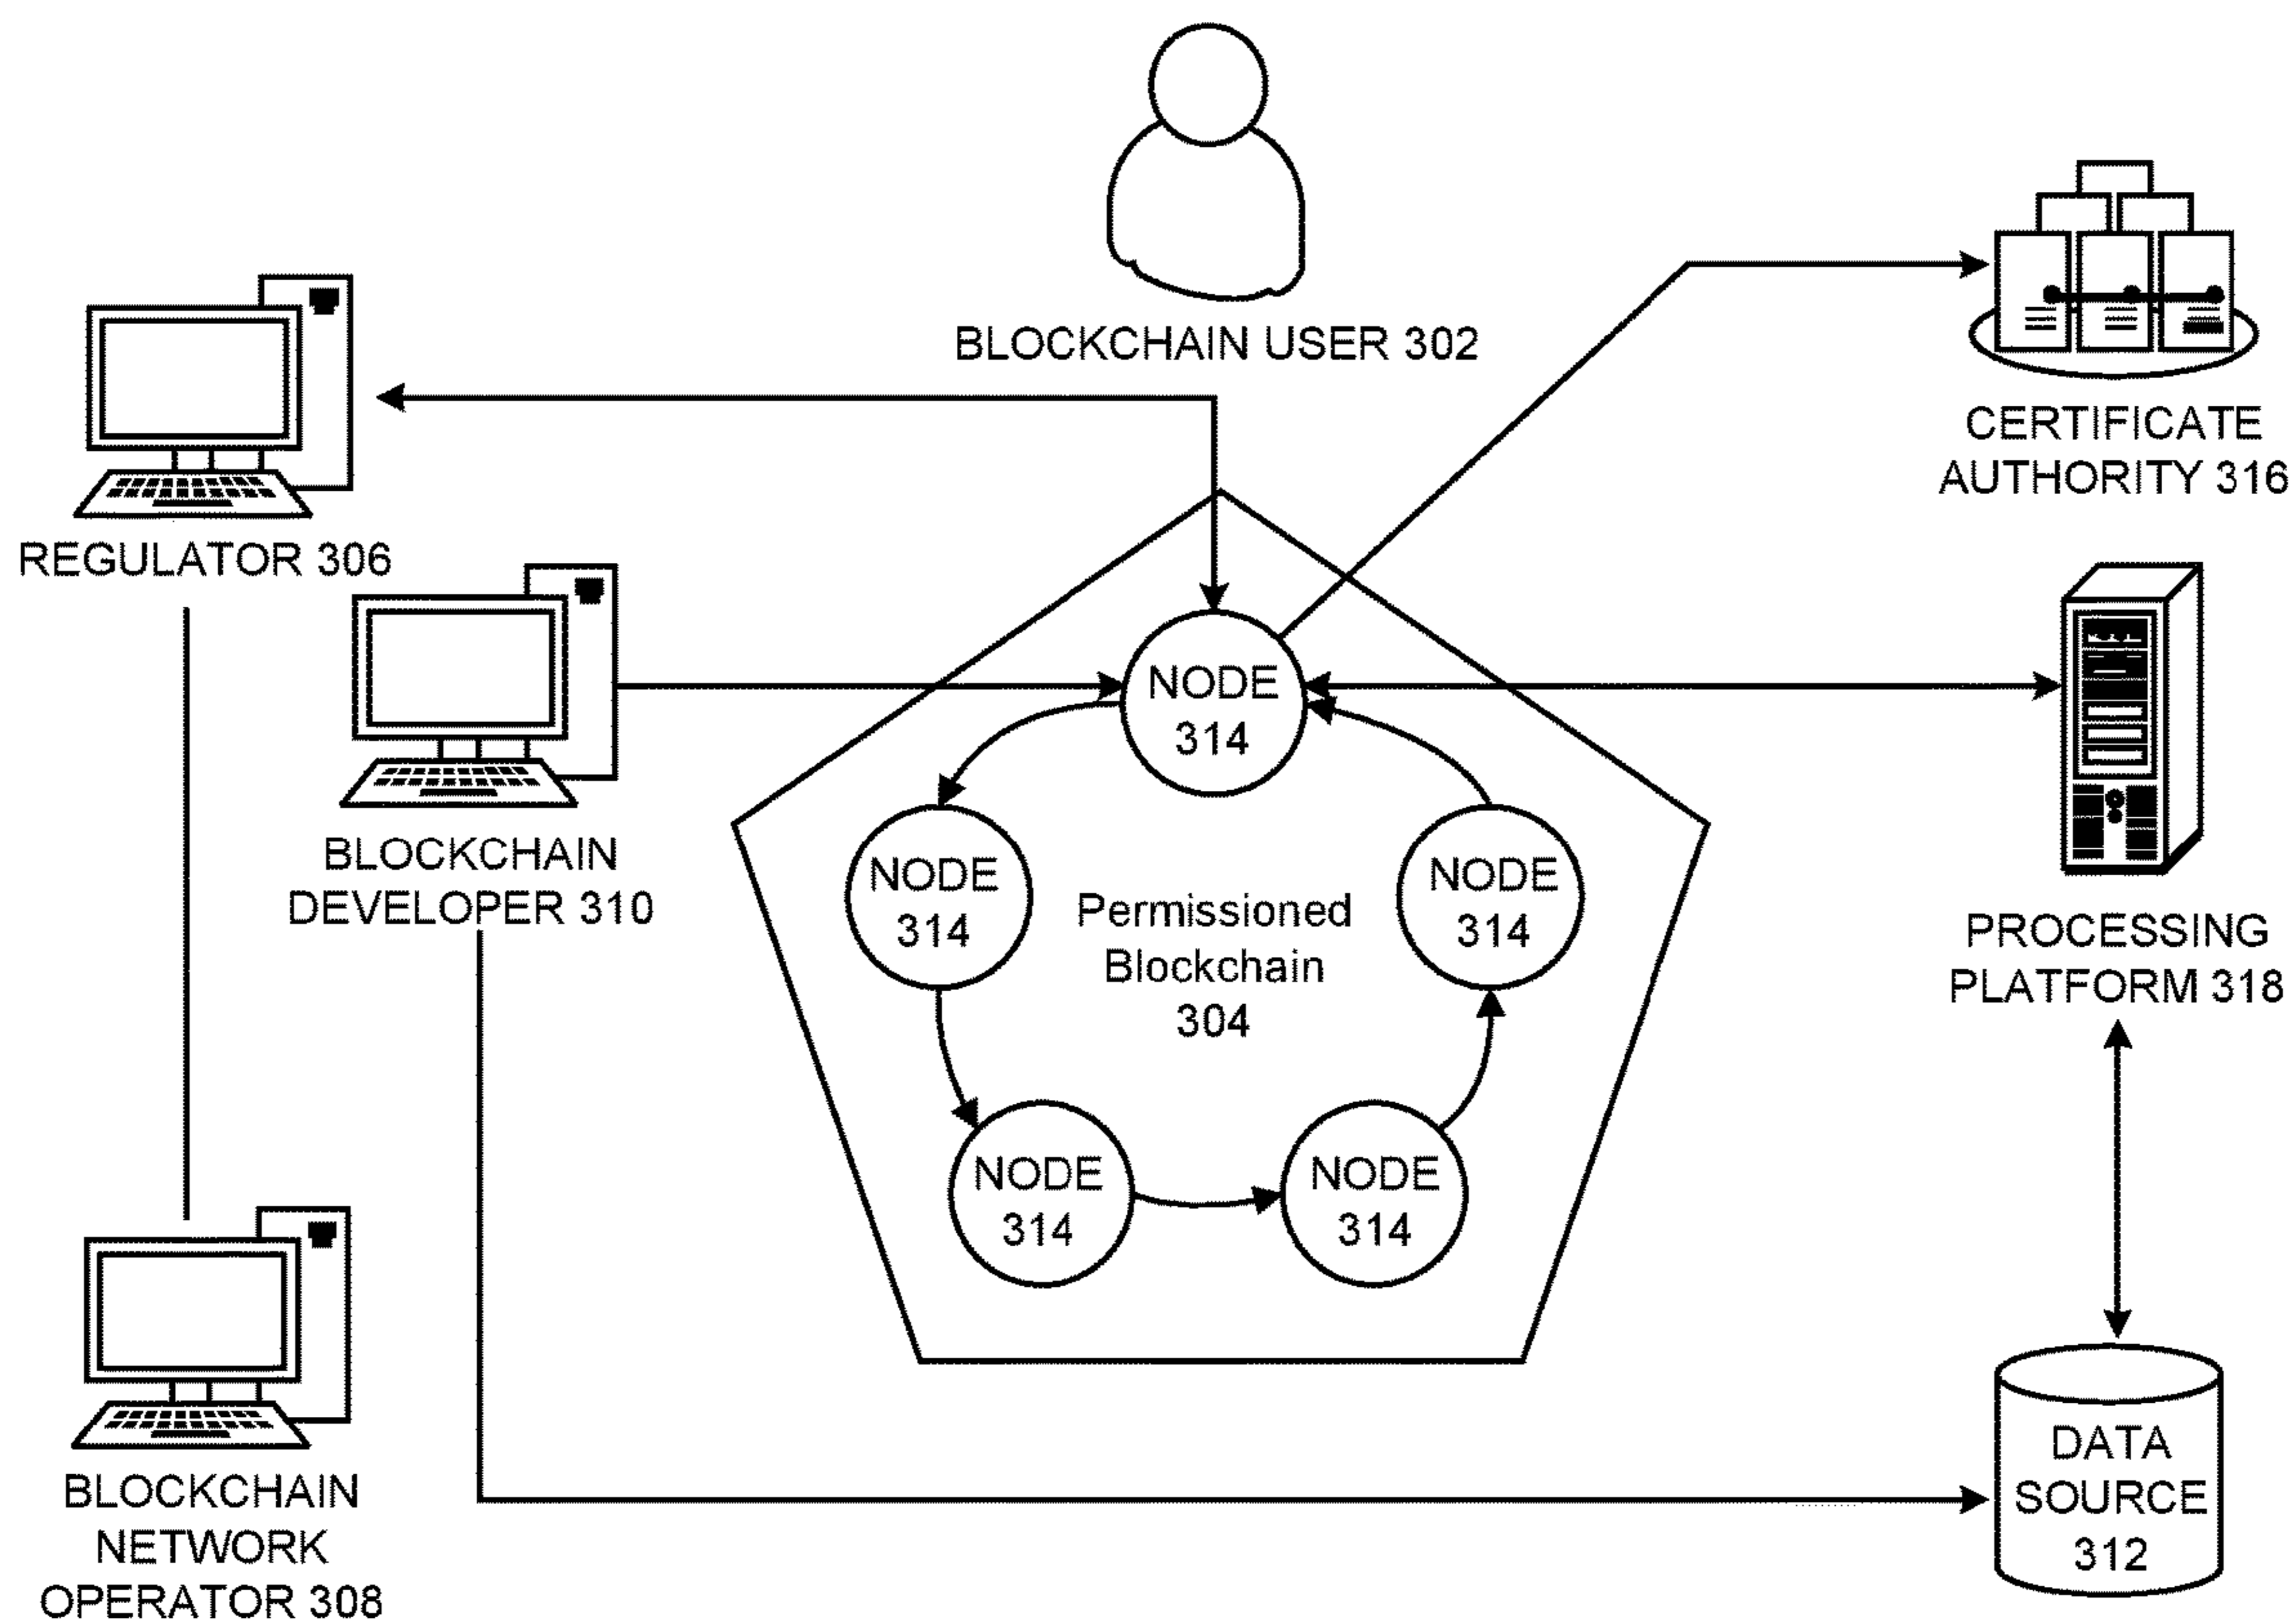 BLOCKCHAIN USER 302
CERTIFICATE
AUTHORITY 316
REGULATOR 306
NODE
314
BLOCKCHAIN
DEVELOPER 310
NODE
314
Permissioned
Blockchain
304
NODE
314
PROCESSING
PLATFORM 318
NODE
314
NODE
314
BLOCKCHAIN
NETWORK
OPERATOR 308
DATA
SOURCE
312